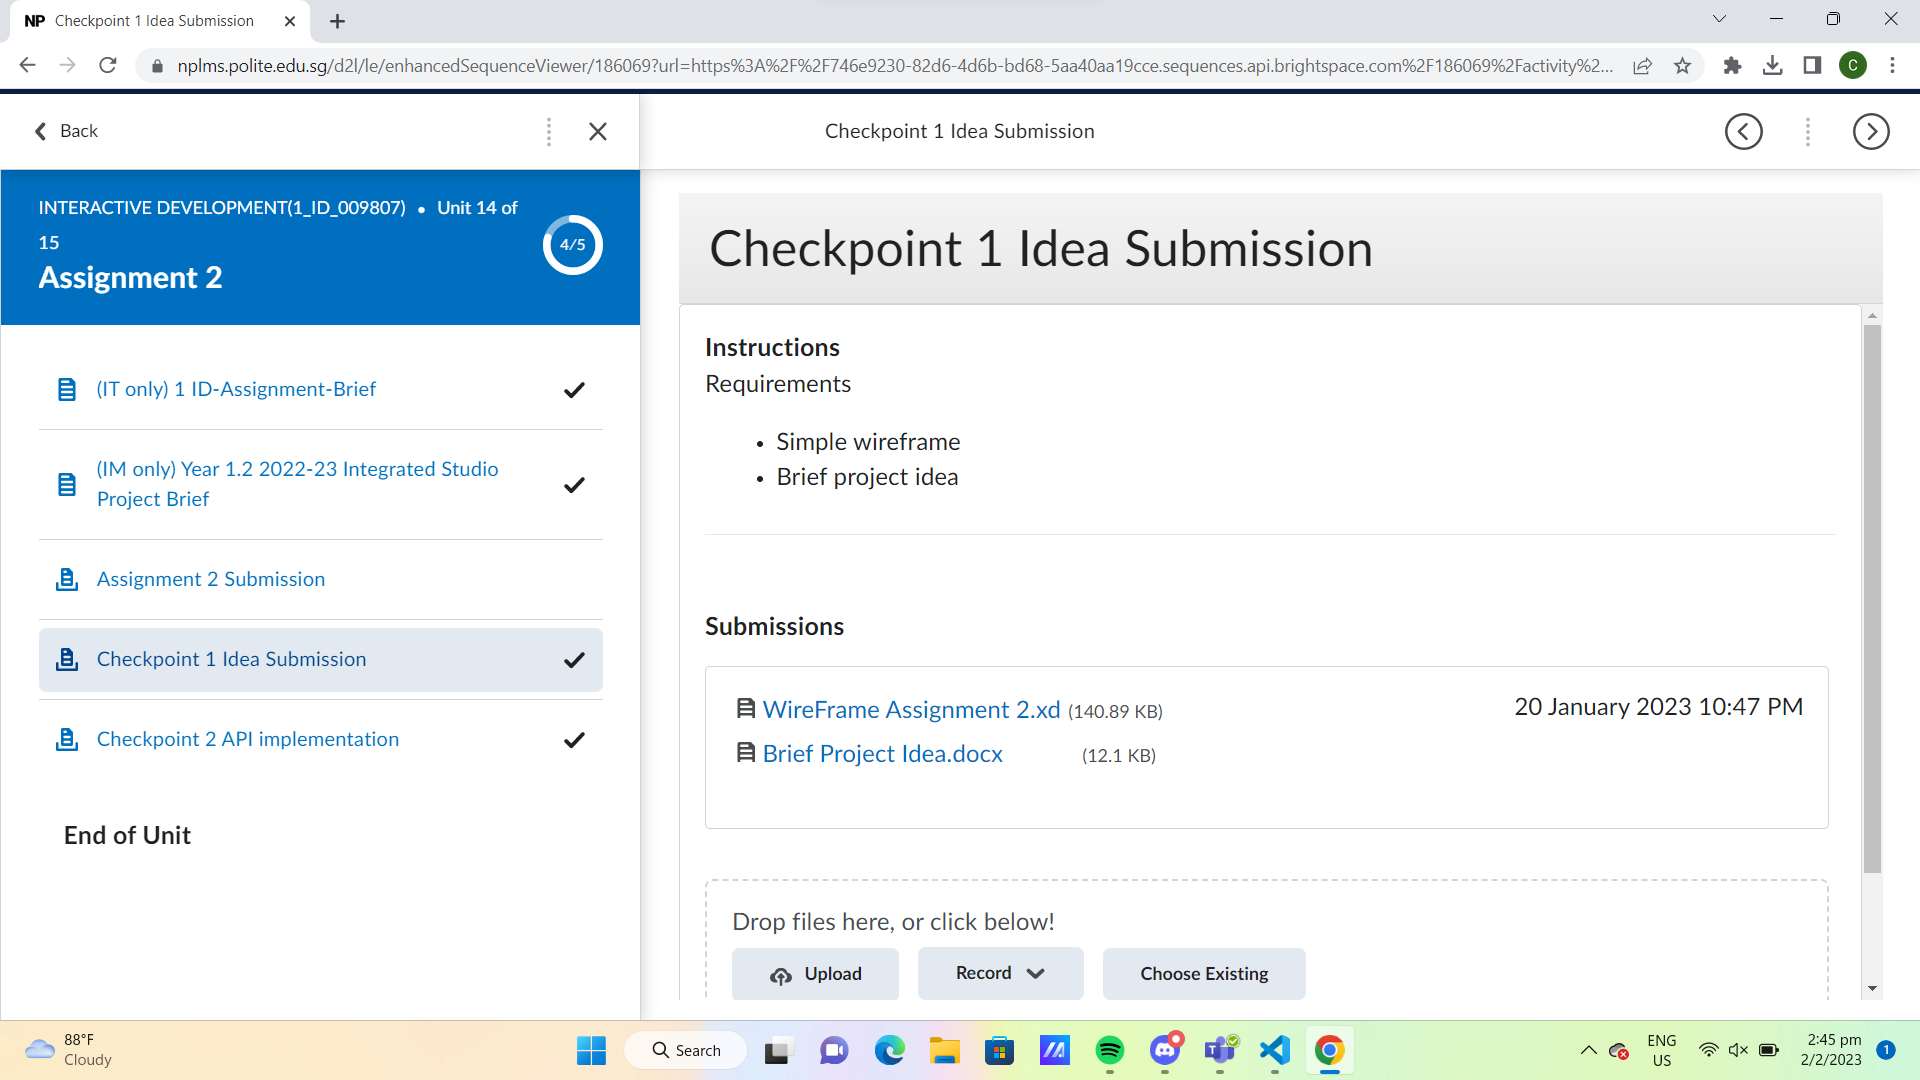 NP Checkpoint 1 Idea Submission
nplms.polite.edu.sg/d2l/le/enhancedSequenceViewer/186069?url=https%3A%2F%2F746e9230-82d6-4d6b-bd68-5aa40aa19cce.sequences.api.brightspace.com%2F186069%2Factivity%2...
C
Back
Checkpoint 1 Idea Submission
INTERACTIVE DEVELOPMENT(1_ID_009807) • Unit 14 of
15
4/5
Assignment 2
(IT only) 1 ID-Assignment-Brief
(IM only) Year 1.2 2022-23 Integrated Studio
Project Brief
Assignment 2 Submission
Checkpoint 1 Idea Submission
Checkpoint 2 API implementation
End of Unit
Checkpoint 1 Idea Submission
Instructions
Requirements
• Simple wireframe
• Brief project idea
Submissions
WireFrame Assignment 2.xd (140.89 KB)
20 January 2023 10:47 PM
Brief Project Idea.docx (12.1 KB)
Drop files here, or click below!
Upload
Record
Choose Existing
88°F
Cloudy
Search
ENG
US
2:45 pm
2/2/2023
1